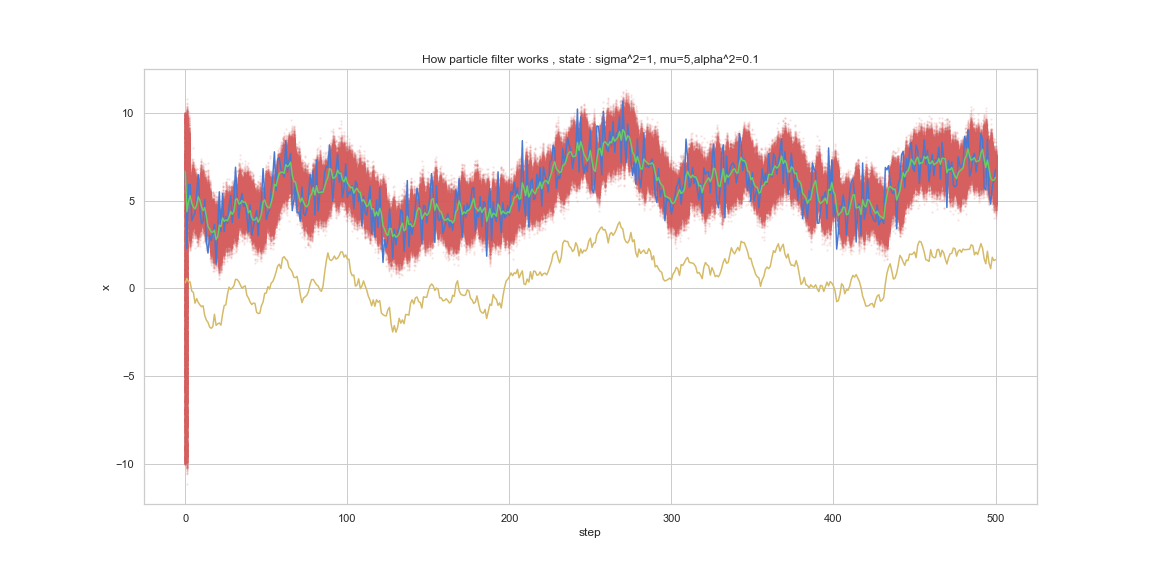 How particle filter works , state : sigma^2=1, mu=5,alpha^2=0.1
10
5
0
−5
−10
x
0 100 200 300 400 500
step